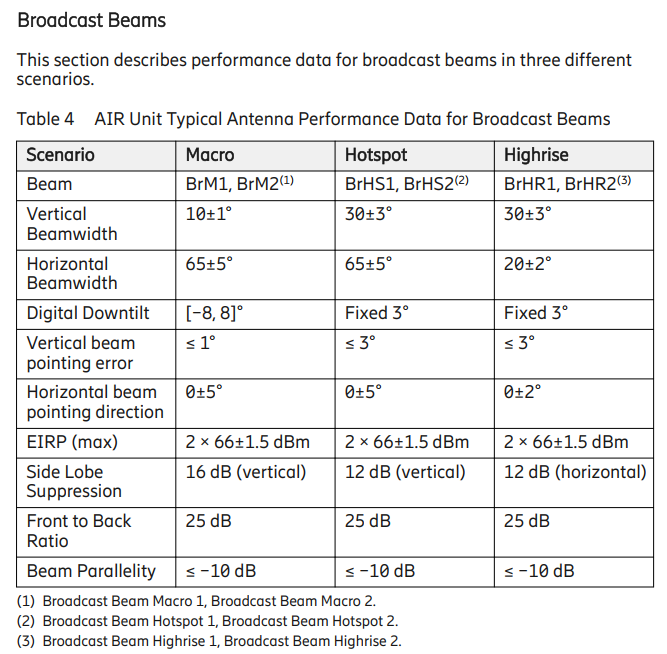 Broadcast Beams
This section describes performance data for broadcast beams in three different
scenarios.
Table 4 AIR Unit Typical Antenna Performance Data for Broadcast Beams
Scenario Macro Hotspot Highrise
Beam BrM1, BrM2(1) BrHS1, BrHS2(2) BrHR1, BrHR2(3)
Vertical 10±1° 30±3° 30±3°
Beamwidth
Horizontal 65±5° 65±5° 20±2°
Beamwidth
Digital Downtilt [−8, 8]° Fixed 3° Fixed 3°
Vertical beam ≤ 1° ≤ 3° ≤ 3°
pointing error
Horizontal beam 0±5° 0±5° 0±2°
pointing direction
EIRP (max) 2 × 66±1.5 dBm 2 × 66±1.5 dBm 2 × 66±1.5 dBm
Side Lobe 16 dB (vertical) 12 dB (vertical) 12 dB (horizontal)
Suppression
Front to Back 25 dB 25 dB 25 dB
Ratio
Beam Parallelity ≤ −10 dB ≤ −10 dB ≤ −10 dB
(1) Broadcast Beam Macro 1, Broadcast Beam Macro 2.
(2) Broadcast Beam Hotspot 1, Broadcast Beam Hotspot 2.
(3) Broadcast Beam Highrise 1, Broadcast Beam Highrise 2.